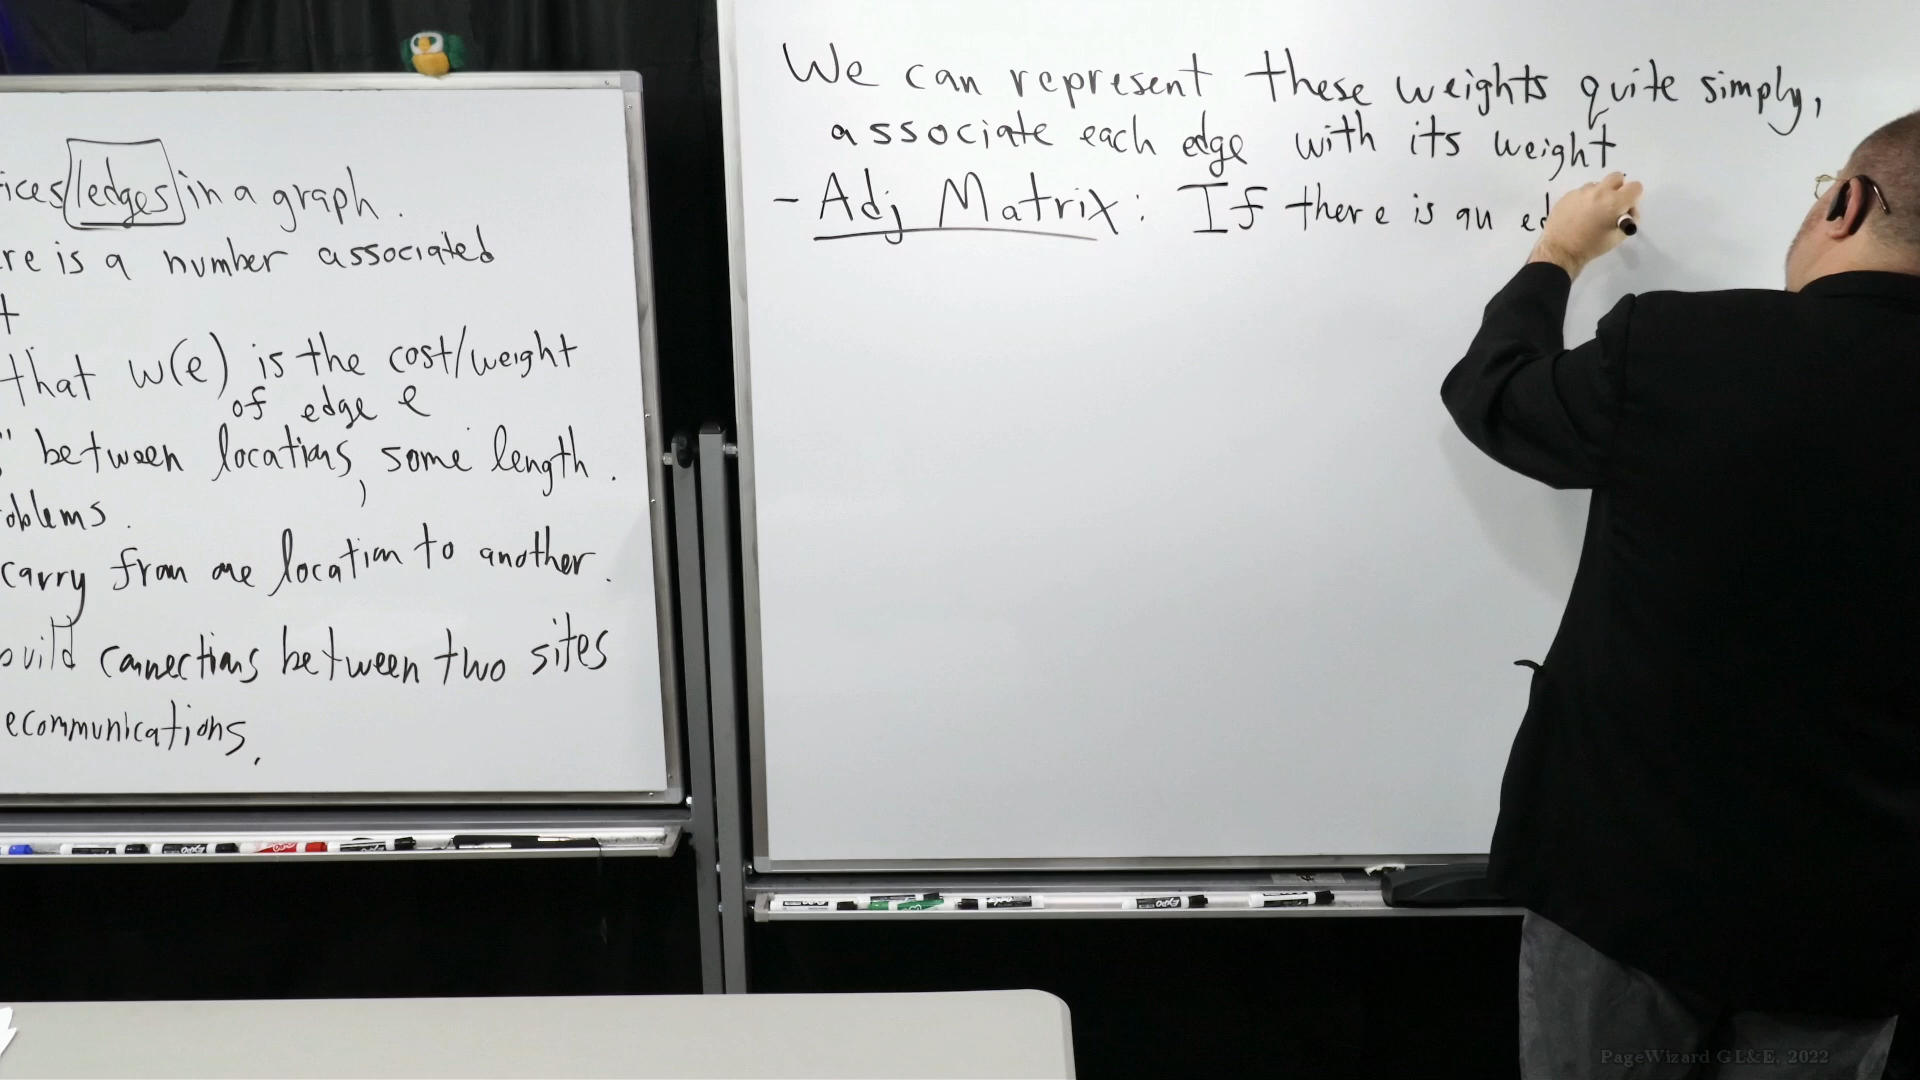 ices/edges in a graph.
re is a number associated
t
that w(e) is the cost/weight
of edge e
" between locations, some length.
oblems.
carry from one location to another.
build connections between two sites
ecommunications.
We can represent these weights quite simply,
associate each edge with its weight
- Adj Matrix: If there is an ed
EXPO
PageWizard GL&E, 2022